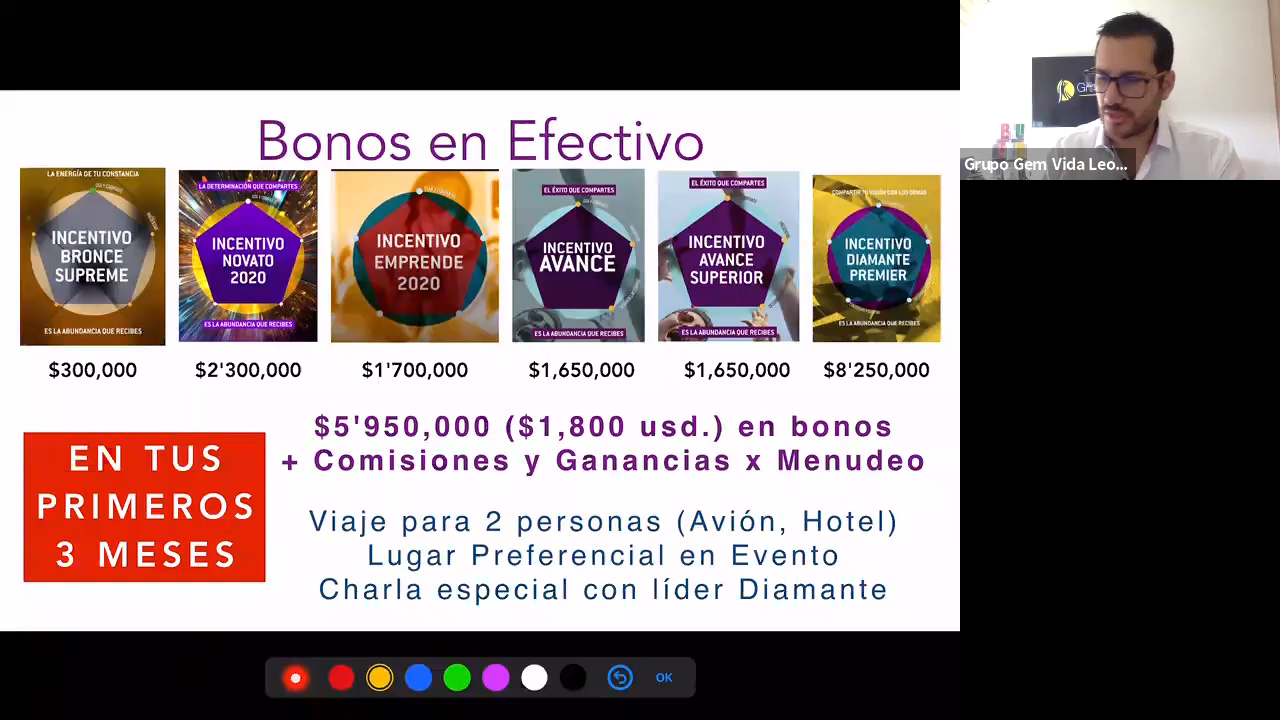 Bonos en Efectivo
LA ENERGÍA DE TU CONSTANCIA
INCENTIVO
BRONCE
SUPREME
ES LA ABUNDANCIA QUE RECIBES
LA DETERMINACIÓN QUE COMPARTES
INCENTIVO
NOVATO
2020
ES LA ABUNDANCIA QUE RECIBES
INCENTIVO
EMPRENDE
2020
EL ÉXITO QUE COMPARTES
INCENTIVO
AVANCE
ES LA ABUNDANCIA QUE RECIBES
EL ÉXITO QUE COMPARTES
INCENTIVO
AVANCE
SUPERIOR
ES LA ABUNDANCIA QUE RECIBES
COMPARTIR TU VISIÓN CON LOS DEMÁS
INCENTIVO
DIAMANTE
PREMIER
ES LA ABUNDANCIA QUE RECIBES
$300,000
$2'300,000
$1'700,000
$1,650,000
$1,650,000
$8'250,000
EN TUS
PRIMEROS
3 MESES
$5'950,000 ($1,800 usd.) en bonos
+ Comisiones y Ganancias x Menudeo
Viaje para 2 personas (Avión, Hotel)
Lugar Preferencial en Evento
Charla especial con líder Diamante
OK
Grupo Gem Vida Leo...